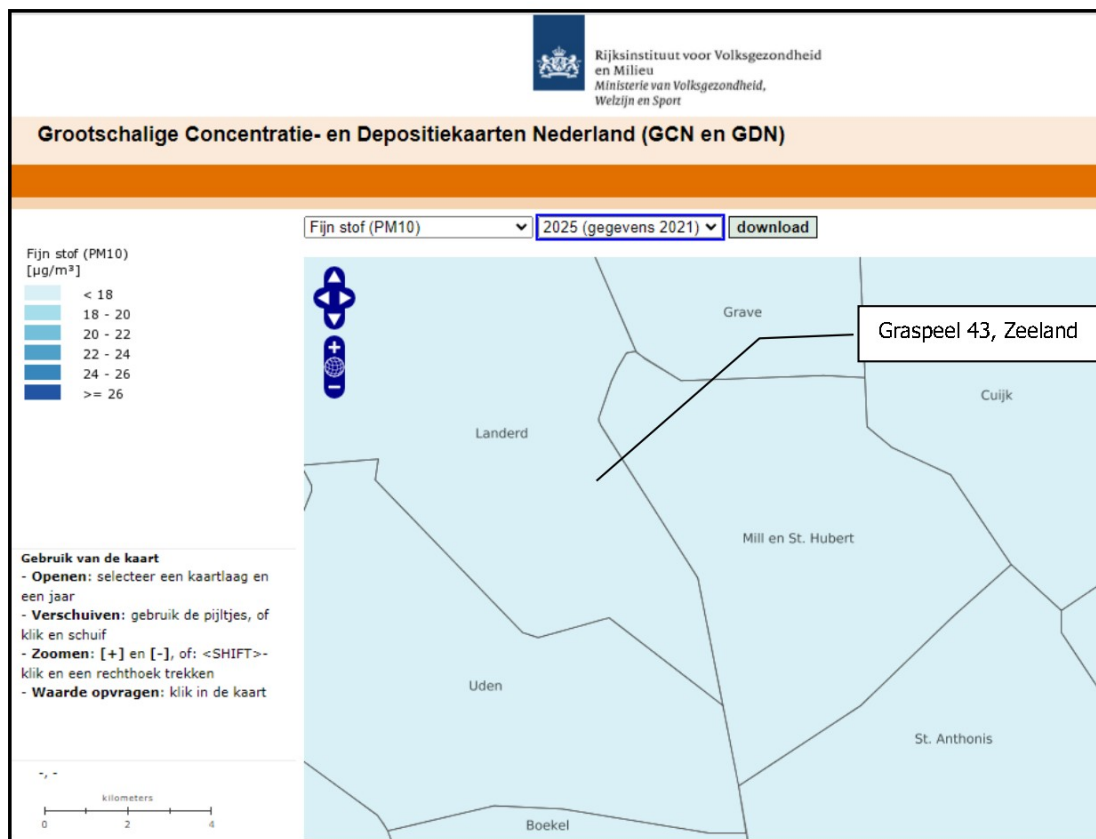 Rijksinstituut voor Volksgezondheid
en Milieu
Ministerie van Volksgezondheid,
Welzijn en Sport
Grootschalige Concentratie- en Depositiekaarten Nederland (GCN en GDN)
Fijn stof (PM10)
2025 (gegevens 2021)
download
Fijn stof (PM10)
[µg/m³]
< 18
18 - 20
20 - 22
22 - 24
24 - 26
>= 26
Grave
Graspeel 43, Zeeland
Cuijk
Landerd
Mill en St. Hubert
Uden
St. Anthonis
Boekel
Gebruik van de kaart
- Openen: selecteer een kaartlaag en
een jaar
- Verschuiven: gebruik de pijltjes, of
klik en schuif
- Zoomen: [+] en [-], of: <SHIFT>-
klik en een rechthoek trekken
- Waarde opvragen: klik in de kaart
-, -
kilometers
0 2 4